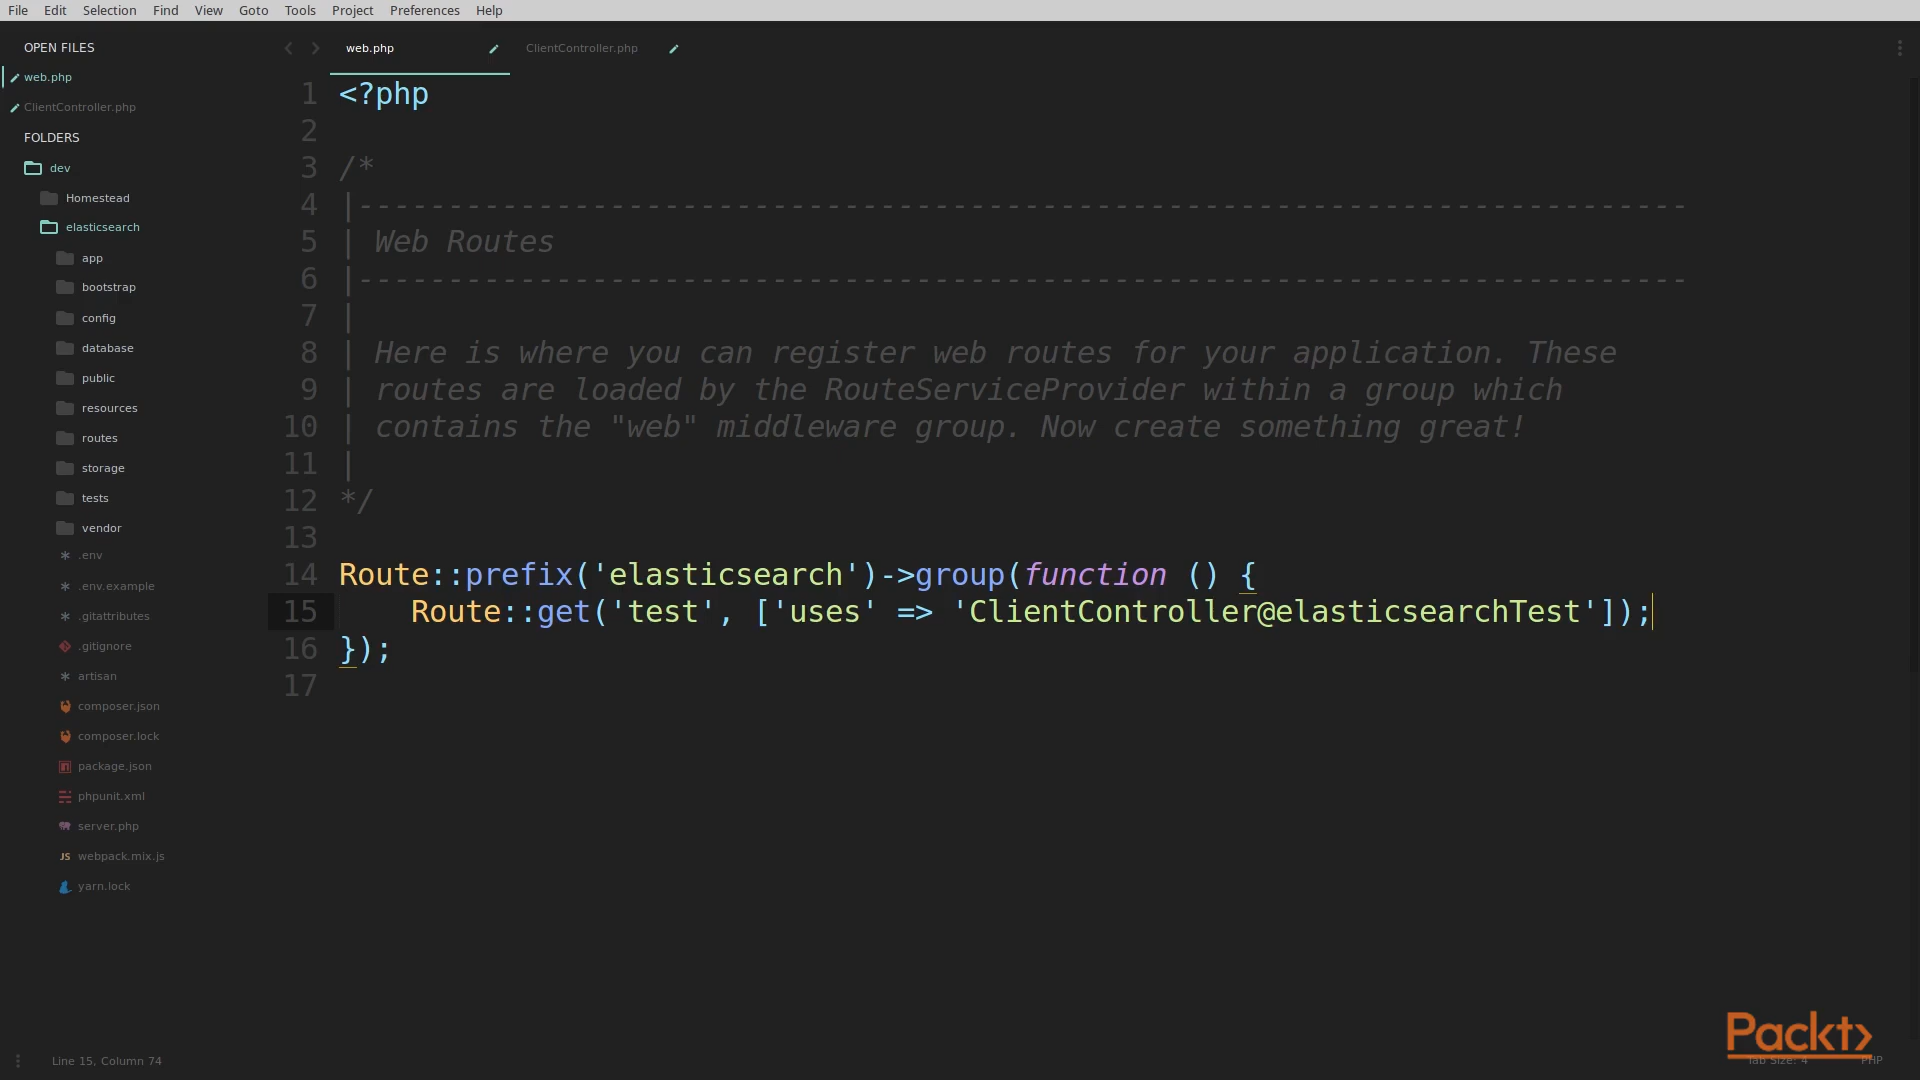 File Edit Selection Find View Goto Tools Project Preferences Help
OPEN FILES
web.php
ClientController.php
FOLDERS
dev
Homestead
elasticsearch
app
bootstrap
config
database
public
resources
routes
storage
tests
vendor
.env
.env.example
.gitattributes
.gitignore
artisan
composer.json
composer.lock
package.json
phpunit.xml
server.php
JS webpack.mix.js
yarn.lock
web.php ClientController.php
1 <?php
2
3 /*
4 |--------------------------------------------------------------------------
5 | Web Routes
6 |--------------------------------------------------------------------------
7 |
8 | Here is where you can register web routes for your application. These
9 | routes are loaded by the RouteServiceProvider within a group which
10 | contains the "web" middleware group. Now create something great!
11 |
12 */
13
14 Route::prefix('elasticsearch')->group(function () {
15     Route::get('test', ['uses' => 'ClientController@elasticsearchTest']);
16 });
17
Packt>
Line 15, Column 74 Tab Size: 4 PHP